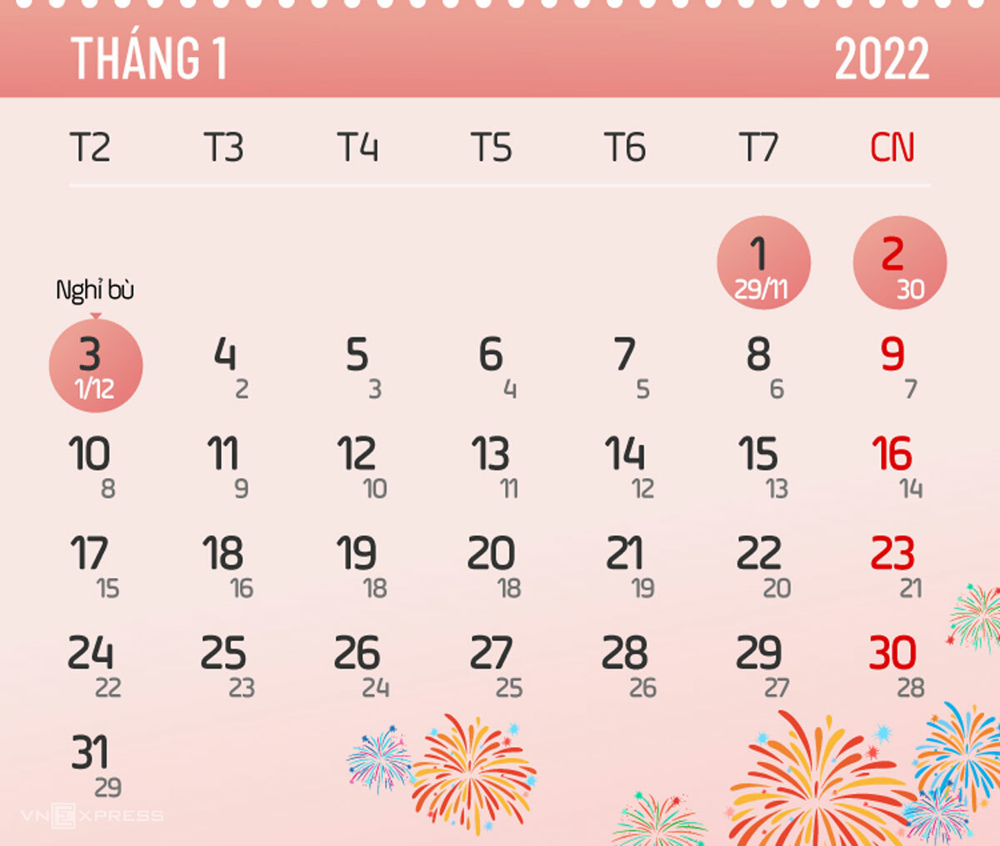 THÁNG 1 2022
T2 T3 T4 T5 T6 T7 CN
1 2
29/11 30
Nghỉ bù
3 4 5 6 7 8 9
1/12 2 3 4 5 6 7
10 11 12 13 14 15 16
8 9 10 11 12 13 14
17 18 19 20 21 22 23
15 16 18 18 19 20 21
24 25 26 27 28 29 30
22 23 24 25 26 27 28
31
29
VNEXPRESS